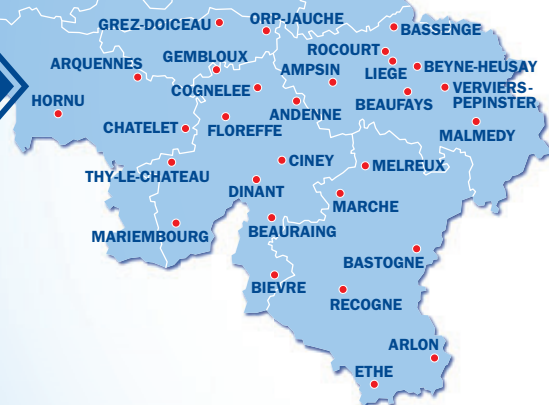 GREZ-DOICEAU
ORP-JAUCHE
BASSENGE
ROCOURT
GEMBLOUX
ARQUENNES
AMPSIN
LIEGE
BEYNE-HEUSAY
COGNELEE
VERVIERS-
PEPINSTER
HORNU
BEAUFAYS
ANDENNE
CHATELET
FLOREFFE
MALMEDY
CINEY
MELREUX
THY-LE-CHATEAU
DINANT
MARCHE
MARIEMBOURG
BEAURAING
BASTOGNE
BIEVRE
RECOGNE
ARLON
ETHE